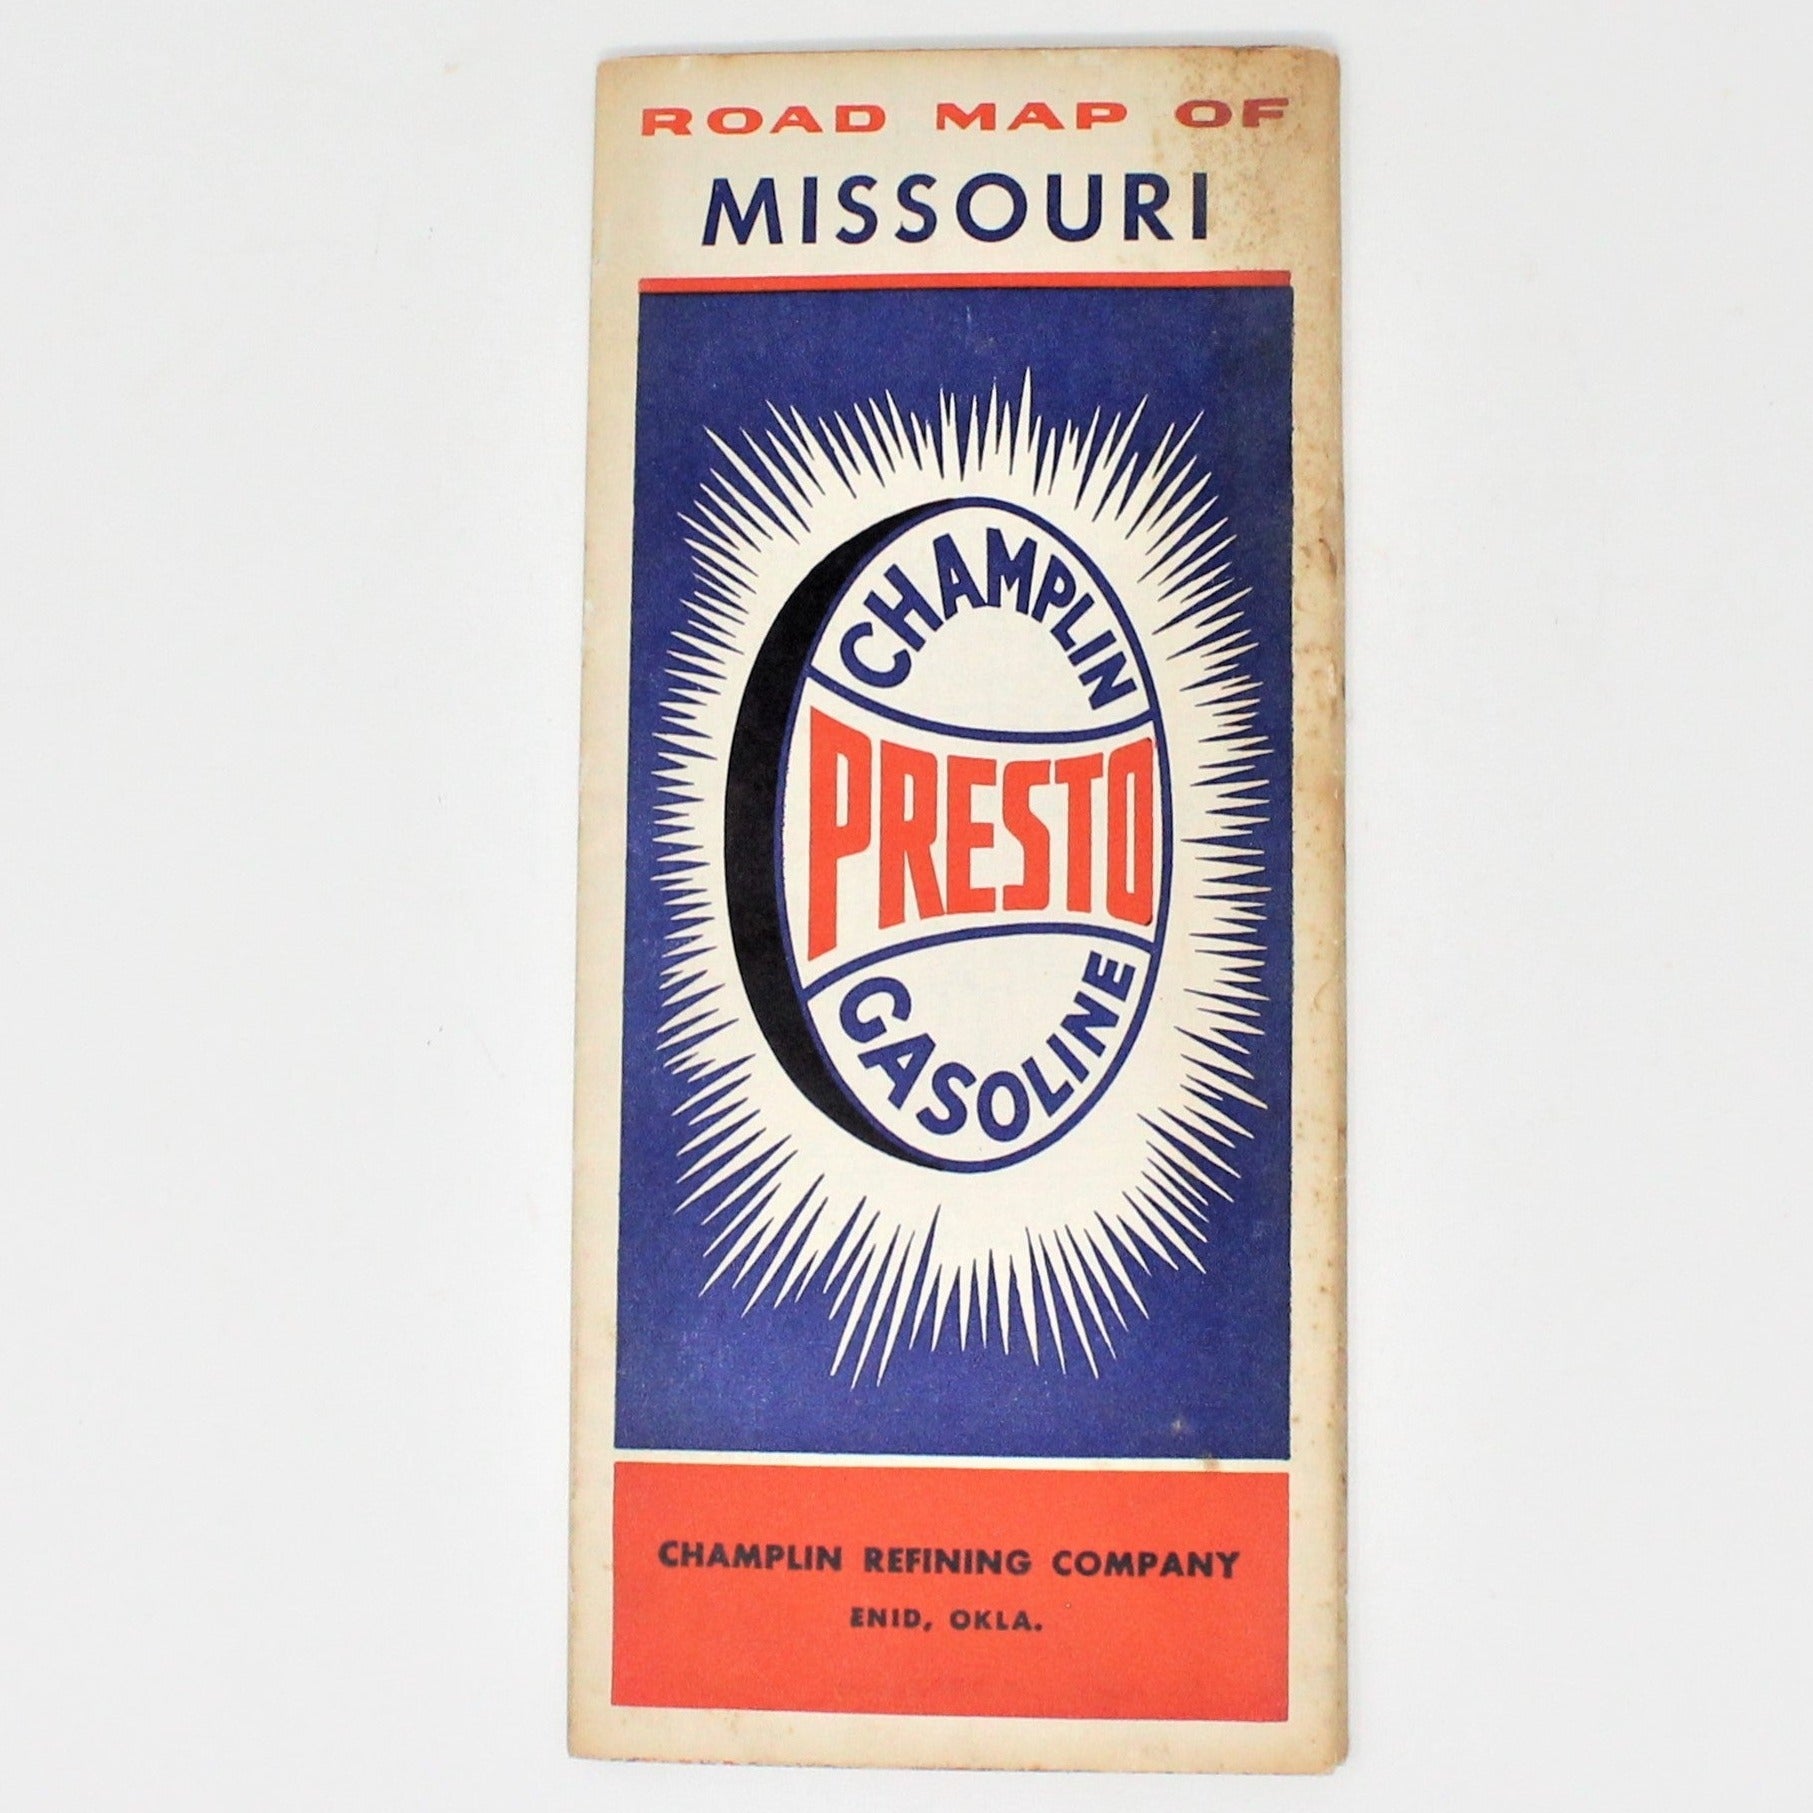 ROAD MAP OF
MISSOURI
CHAMPLIN
PRESTO
GASOLINE
CHAMPLIN REFINING COMPANY
ENID, OKLA.